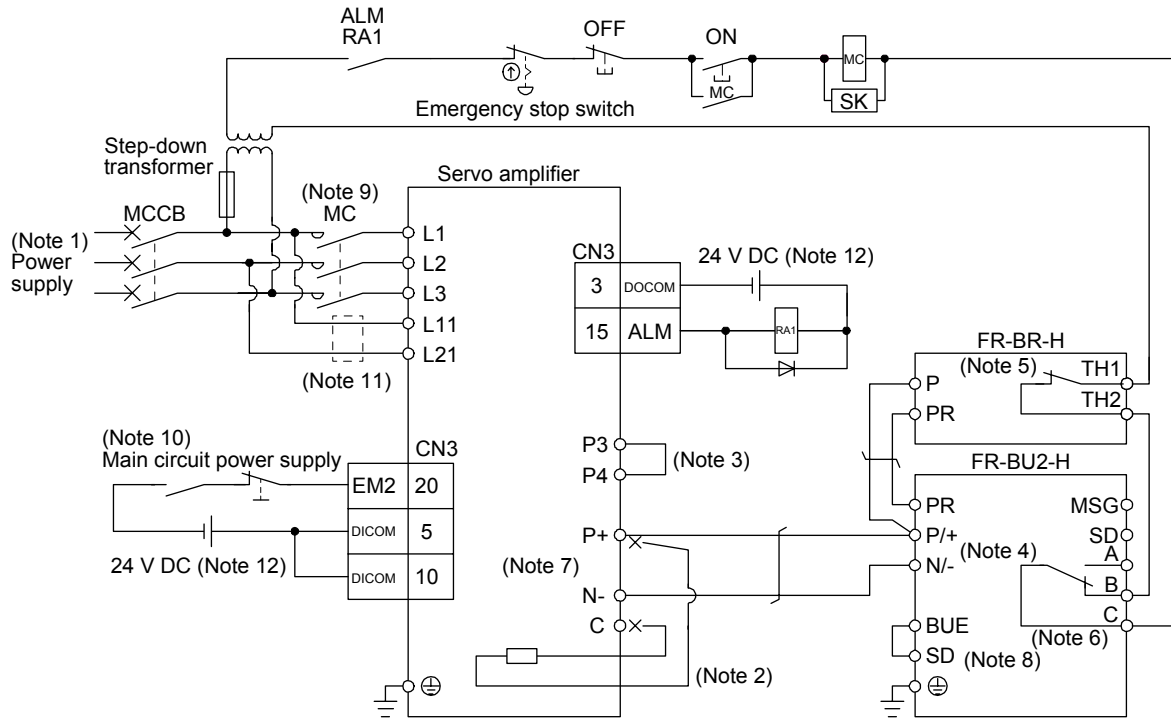 ALM
RA1
OFF
ON
MC
MC
SK
Emergency stop switch
Step-down
transformer
Servo amplifier
(Note 9)
MCCB
MC
(Note 1)
Power
supply
L1
L2
L3
L11
L21
(Note 11)
CN3
24 V DC (Note 12)
3
DOCOM
15
ALM
RA1
FR-BR-H
(Note 5)
TH1
TH2
P
PR
(Note 10)
Main circuit power supply
CN3
EM2
20
DICOM
5
DICOM
10
24 V DC (Note 12)
P3
P4
(Note 3)
P+
(Note 7)
N-
C
(Note 2)
FR-BU2-H
PR
MSG
P/+
SD
(Note 4)
A
N/-
B
C
(Note 6)
BUE
SD
(Note 8)